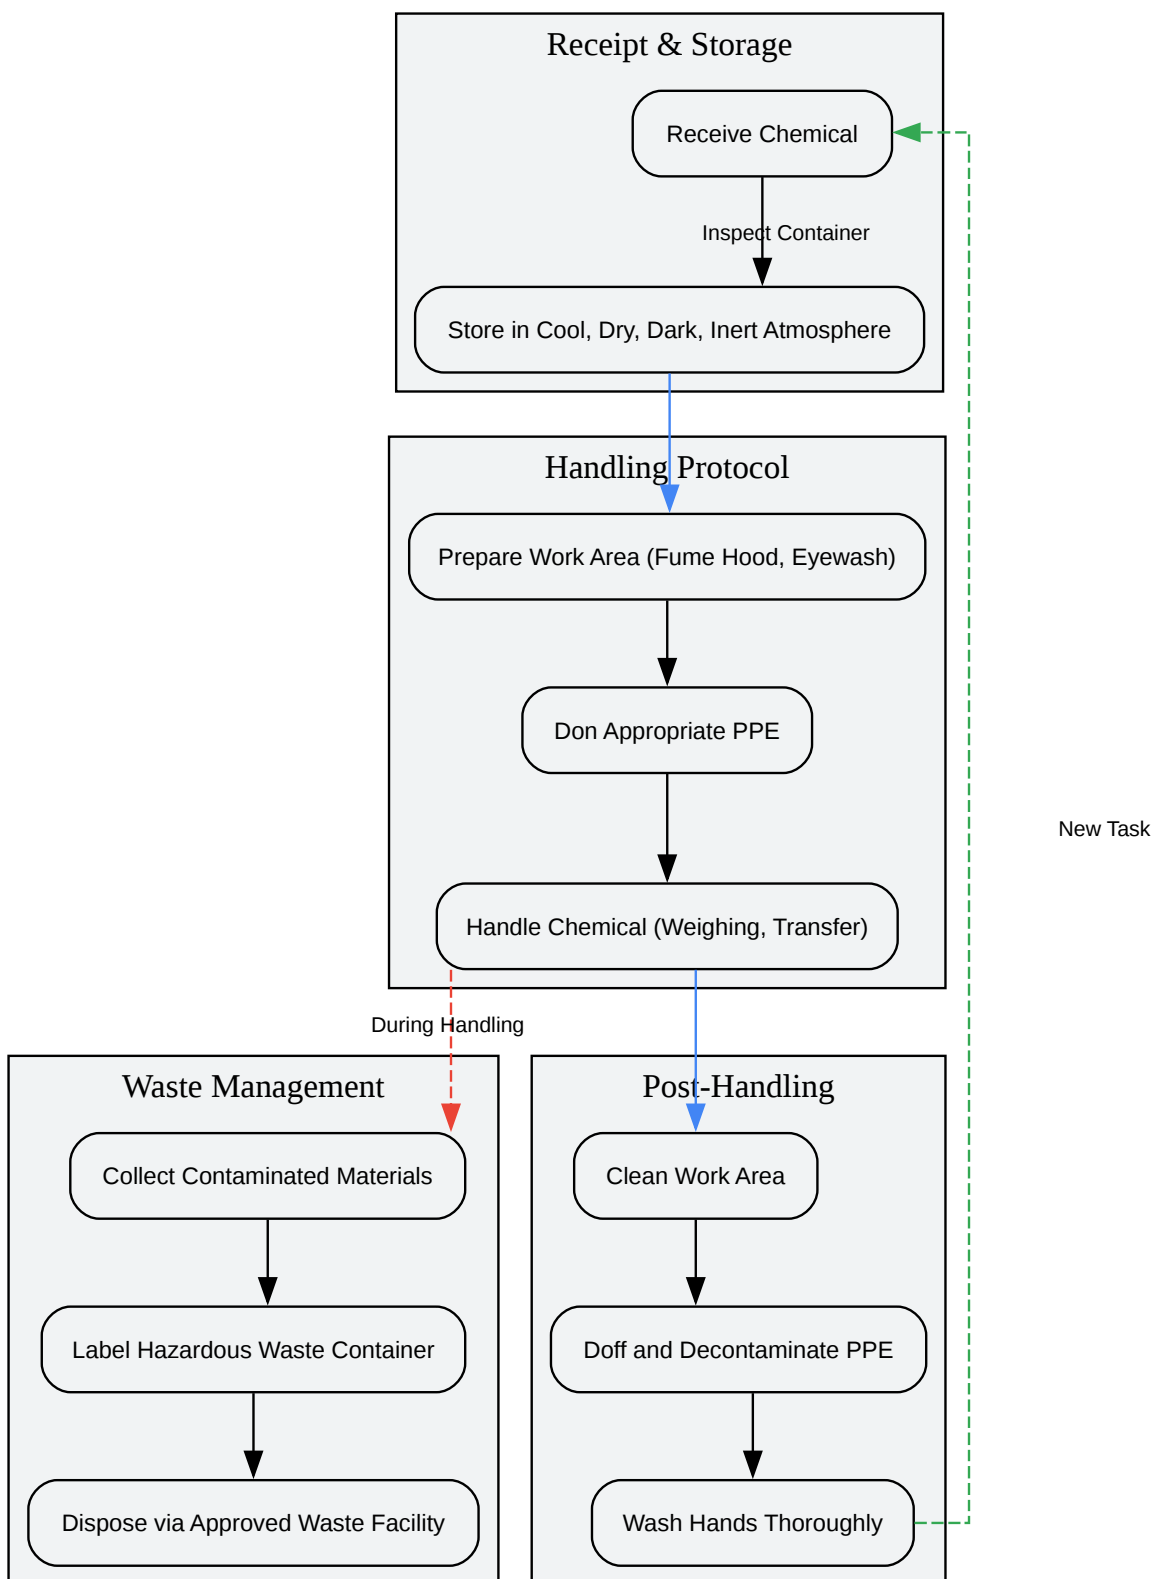 Receipt & Storage
Receive Chemical
Inspect Container
Store in Cool, Dry, Dark, Inert Atmosphere
Handling Protocol
Prepare Work Area (Fume Hood, Eyewash)
Don Appropriate PPE
New Task
Handle Chemical (Weighing, Transfer)
During Handling
Waste Management
Collect Contaminated Materials
Label Hazardous Waste Container
Dispose via Approved Waste Facility
Post-Handling
Clean Work Area
Doff and Decontaminate PPE
Wash Hands Thoroughly